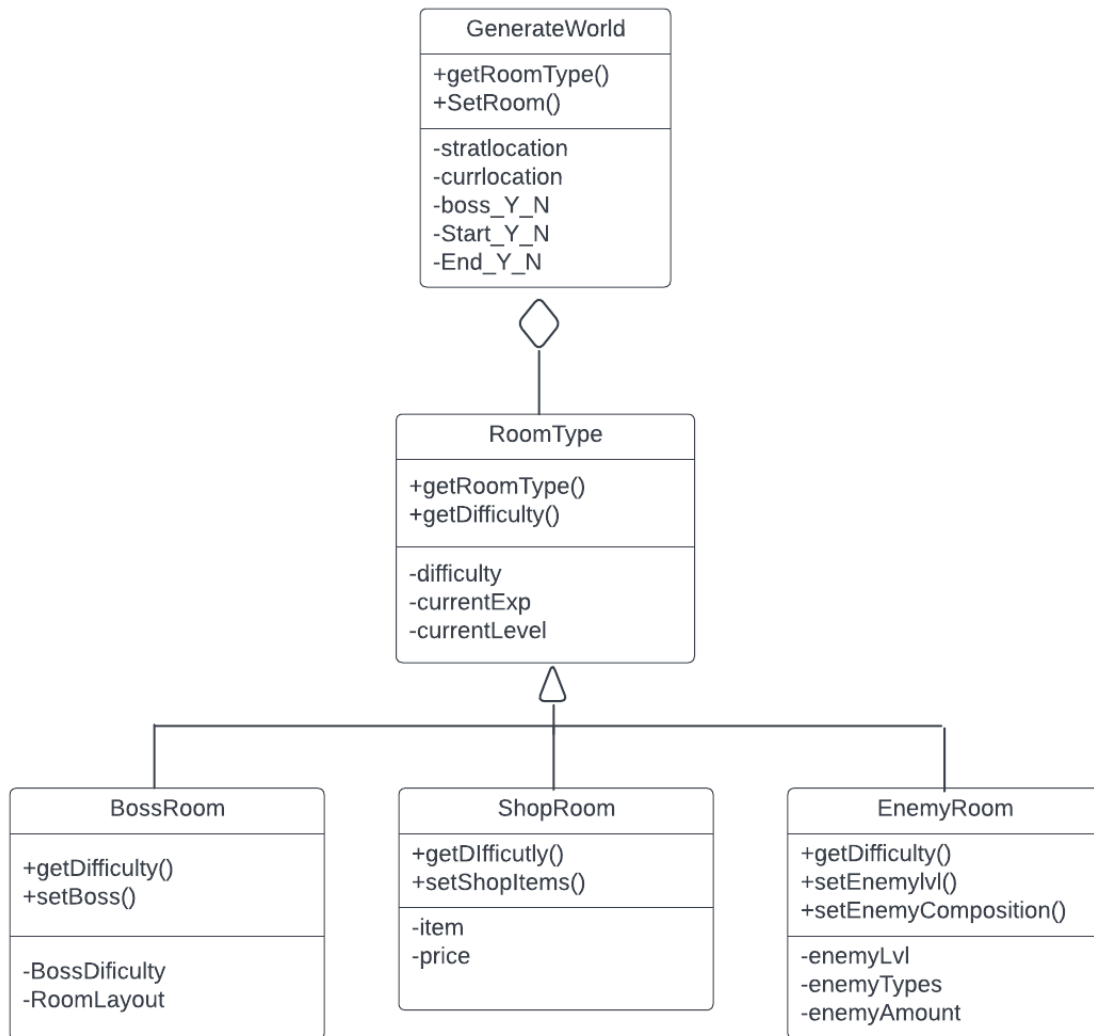 GenerateWorld
+getRoomType()
+SetRoom()
-stratlocation
-currlocation
-boss_Y_N
-Start_Y_N
-End_Y_N
RoomType
+getRoomType()
+getDifficulty()
-difficulty
-currentExp
-currentLevel
BossRoom
+getDifficulty()
+setBoss()
-BossDificulty
-RoomLayout
ShopRoom
+getDIfficutly()
+setShopItems()
-item
-price
EnemyRoom
+getDifficulty()
+setEnemylvl()
+setEnemyComposition()
-enemyLvl
-enemyTypes
-enemyAmount